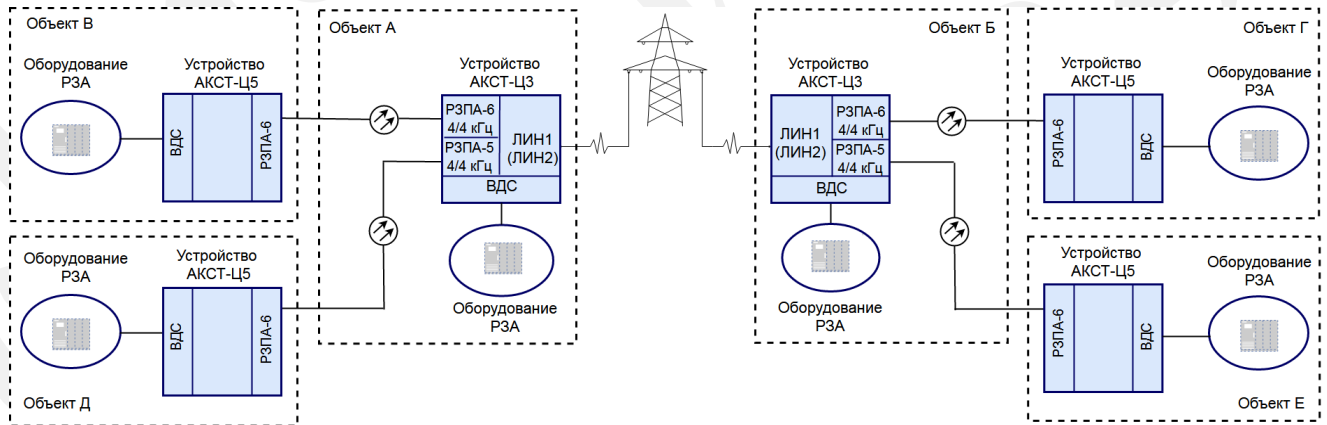 Объект В
Оборудование
РЗА
Устройство
АКСТ-Ц5
ВДС
РЗПА-6
Объект Д
Оборудование
РЗА
Устройство
АКСТ-Ц5
ВДС
РЗПА-6
Объект А
Устройство
АКСТ-Ц3
РЗПА-6
4/4 кГц
РЗПА-5
4/4 кГц
ЛИН1
(ЛИН2)
ВДС
Оборудование
РЗА
Объект Б
Устройство
АКСТ-Ц3
ЛИН1
(ЛИН2)
РЗПА-6
4/4 кГц
РЗПА-5
4/4 кГц
ВДС
Оборудование
РЗА
Объект Г
Устройство
АКСТ-Ц5
РЗПА-6
ВДС
Оборудование
РЗА
Устройство
АКСТ-Ц5
РЗПА-6
ВДС
Оборудование
РЗА
Объект Е